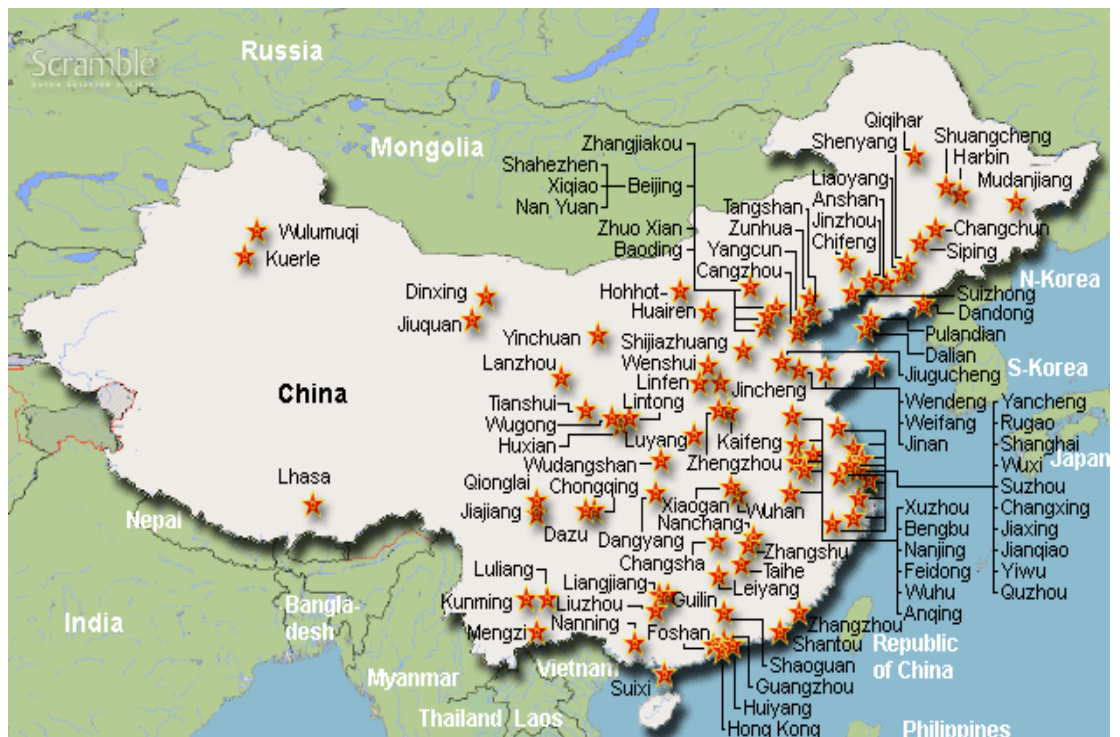 Russia
Scramble
DUTCH AVIATION SOCIETY
Mongolia
Qiqihar
Shenyang
Shuangcheng
Harbin
Mudanjiang
Zhangjiakou
Shahezhen
Xiqiao
Beijing
Nan Yuan
Liaoyang
Anshan
Jinzhou
Chifeng
Tangshan
Zunhua
Zhuo Xian
Baoding
Yangcun
Cangzhou
Changchun
Siping
Wulumuqi
Kuerle
N-Korea
Dinxing
Jiuquan
Hohhot
Huairen
Suizhong
Dandong
Pulandian
Dalian
Jiugucheng
Yinchuan
Lanzhou
Shijiazhuang
Wenshui
Linfen
Lintong
Jincheng
S-Korea
China
Tianshui
Wugong
Huxian
Luyang
Kaifeng
Zhengzhou
Wendeng
Weifang
Jinan
Yancheng
Rugao
Shanghai
Wuxi
Suzhou
Changxing
Jiaxing
Jianqiao
Yiwu
Quzhou
Japan
Wudangshan
Lhasa
Qionglai
Jiajiang
Chongqing
Dazu
Xiaogan
Wuhan
Nanchang
Dangyang
Changsha
Zhangshu
Taihe
Leiyang
Xuzhou
Bengbu
Nanjing
Feidong
Wuhu
Anqing
Nepal
India
Bangla-
desh
Luliang
Kunming
Mengzi
Liangjiang
Liuzhou
Guilin
Nanning
Foshan
Zhangzhou
Shantou
Shaoguan
Guangzhou
Huiyang
Hong Kong
Republic
of China
Myanmar
Vietnam
Suixi
Thailand
Laos
Philippines